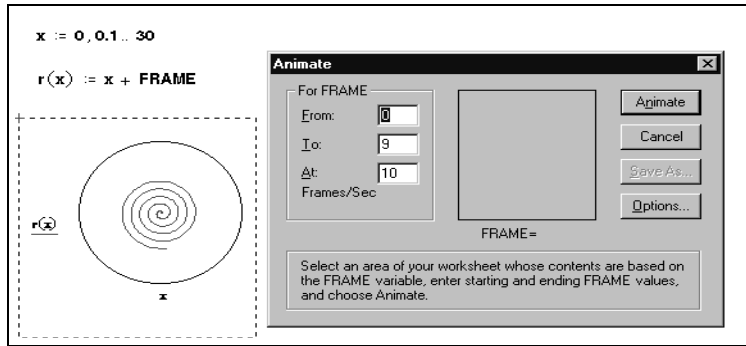 x := 0 , 0.1 .. 30
r(x) := x + FRAME
r(x)
x
Animate
For FRAME
From: 0
To: 9
At: 10
Frames/Sec
FRAME=
Animate
Cancel
Save As...
Options...
Select an area of your worksheet whose contents are based on
the FRAME variable, enter starting and ending FRAME values,
and choose Animate.